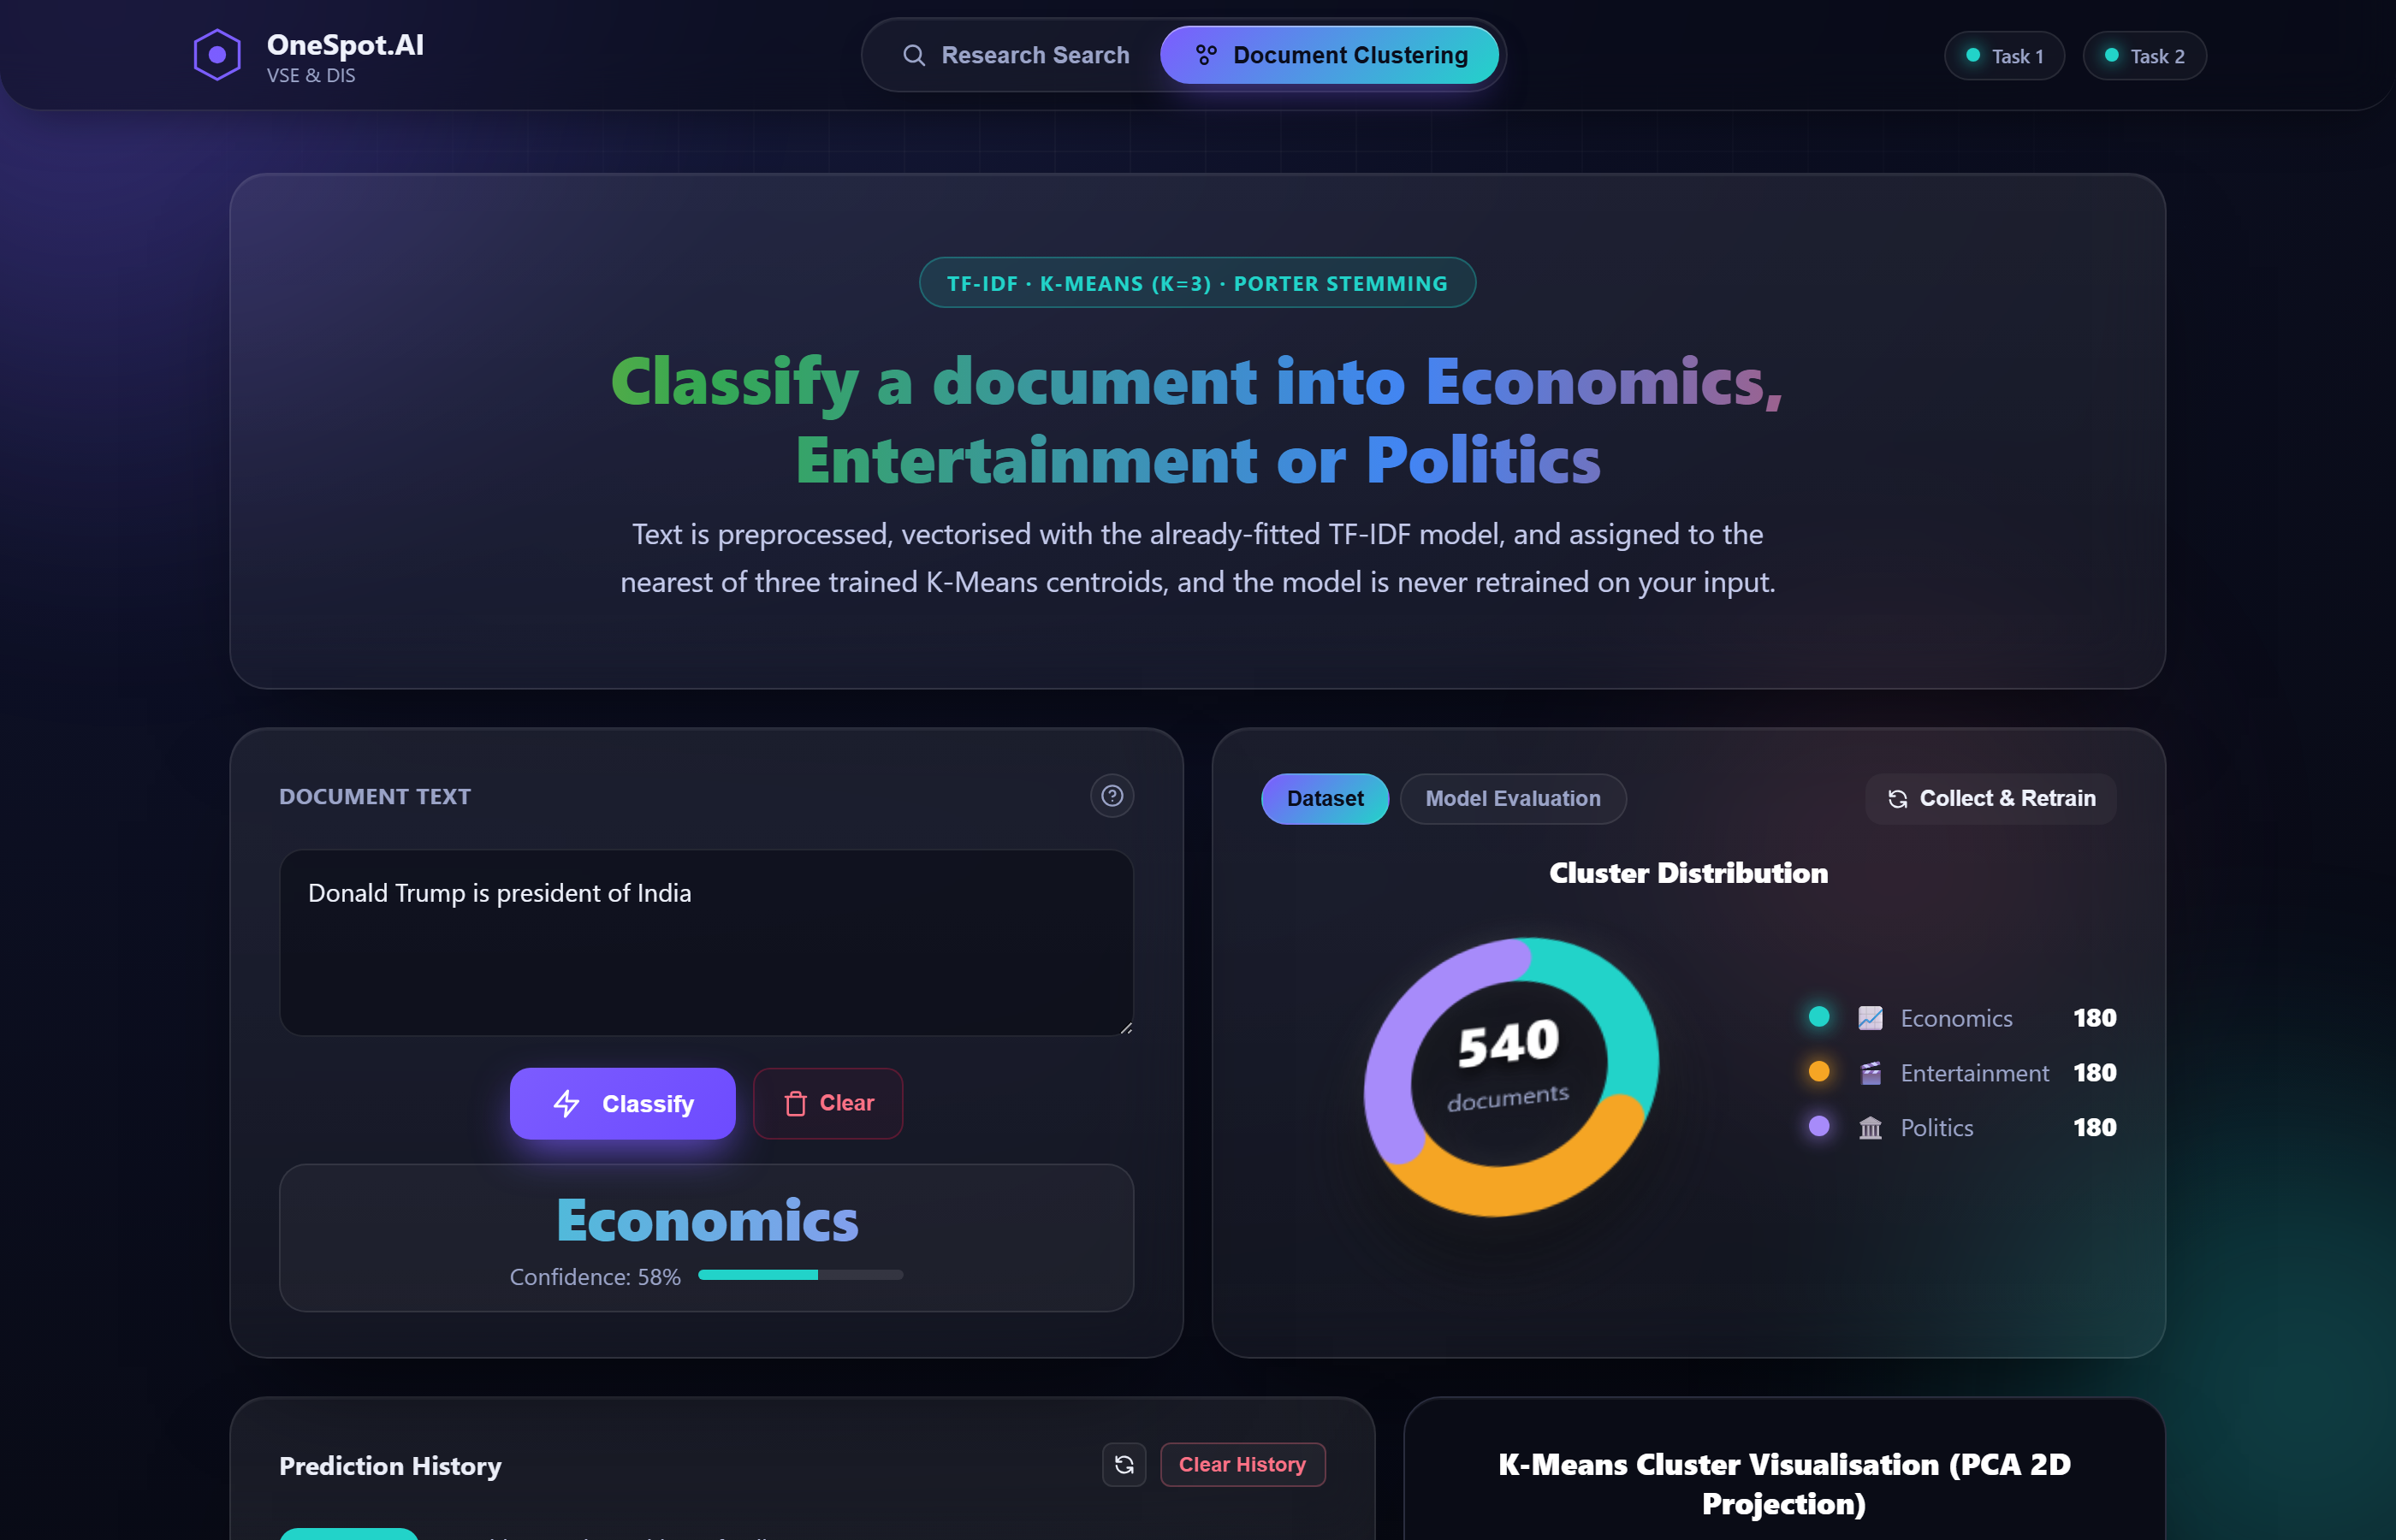 OneSpot.AI
VSE & DIS
Research Search
Document Clustering
Task 1
Task 2
TF-IDF · K-MEANS (K=3) · PORTER STEMMING
Classify a document into Economics,
Entertainment or Politics
Text is preprocessed, vectorised with the already-fitted TF-IDF model, and assigned to the
nearest of three trained K-Means centroids, and the model is never retrained on your input.
DOCUMENT TEXT
Donald Trump is president of India
Classify
Clear
Economics
Confidence: 58%
Dataset
Model Evaluation
Collect & Retrain
Cluster Distribution
540
documents
Economics 180
Entertainment 180
Politics 180
Prediction History
Clear History
K-Means Cluster Visualisation (PCA 2D
Projection)